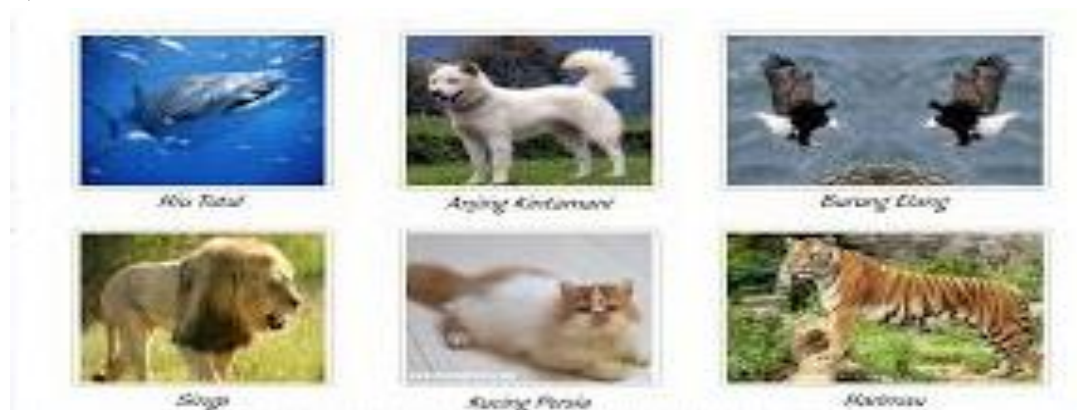 Hiu Tutul
Anjing Kintamani
Burung Elang
Singa
Kucing Persia
Harimau